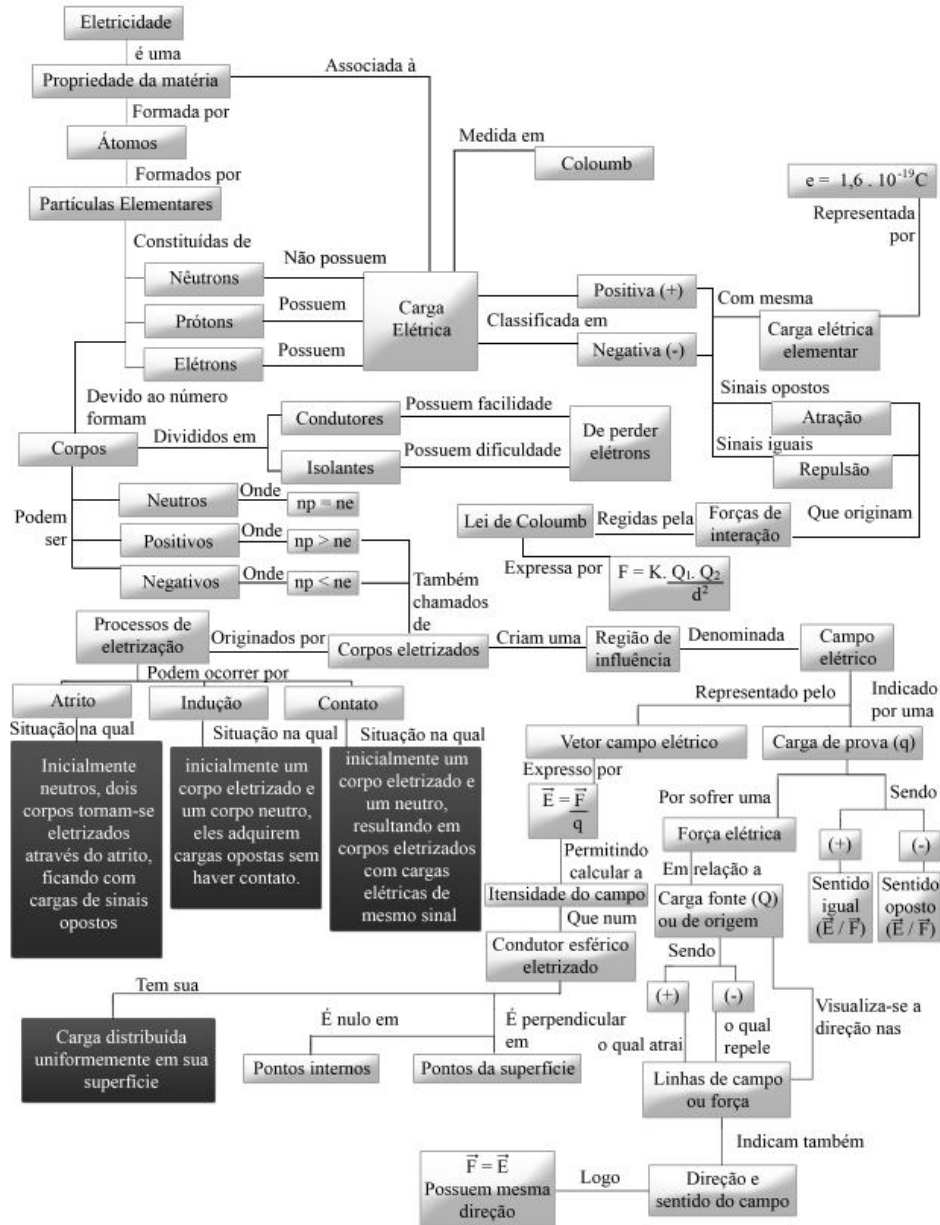 Eletricidade
é uma
Propriedade da matéria
Associada à
Formada por
Átomos
Medida em
Coloumb
Formados por
e = 1,6 . 10⁻¹⁹C
Partículas Elementares
Representada
por
Constituídas de
Não possuem
Nêutrons
Positiva (+)
Com mesma
Possuem
Carga
Elétrica
Prótons
Classificada em
Carga elétrica
elementar
Possuem
Elétrons
Negativa (-)
Sinais opostos
Devido ao número
formam
Condutores
Possuem facilidade
De perder
elétrons
Atração
Corpos
Divididos em
Sinais iguais
Isolantes
Possuem dificuldade
Repulsão
Podem
ser
Neutros
Onde
np = ne
Lei de Coloumb
Regidas pela
Forças de
interação
Que originam
Positivos
Onde
np > ne
Negativos
Onde
np < ne
Também
chamados
de
Expressa por
F = K. Q₁. Q₂
d²
Processos de
eletrização
Originados por
Corpos eletrizados
Criam uma
Região de
influência
Denominada
Campo
elétrico
Podem ocorrer por
Atrito
Indução
Contato
Representado pelo
Indicado
por uma
Situação na qual
Situação na qual
Situação na qual
Vetor campo elétrico
Carga de prova (q)
Inicialmente
neutros, dois
corpos tornam-se
eletrizados
através do atrito,
ficando com
cargas de sinais
opostos
inicialmente um
corpo eletrizado e
um corpo neutro,
eles adquirem
cargas opostas sem
haver contato.
inicialmente um
corpo eletrizado e
um neutro,
resultando em
corpos eletrizados
com cargas
elétricas de
mesmo sinal
Expresso por
E⃗ = F⃗
q
Por sofrer uma
Sendo
Força elétrica
(+)
(-)
Permitindo
calcular a
Em relação a
Itensidade do campo
Carga fonte (Q)
ou de origem
Sentido
igual
(E⃗ / F⃗)
Sentido
oposto
(E⃗ / F⃗)
Que num
Condutor esférico
eletrizado
Sendo
Tem sua
(+)
(-)
Visualiza-se a
direção nas
Carga distribuída
uniformemente em sua
superfície
É nulo em
É perpendicular
em
o qual atrai
o qual
repele
Pontos internos
Pontos da superfície
Linhas de campo
ou força
Indicam também
F⃗ = E⃗
Possuem mesma
direção
Logo
Direção e
sentido do campo